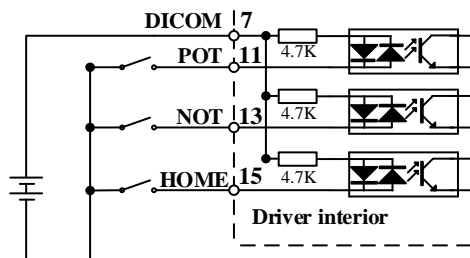 DICOM 7
4.7K
POT 11
NOT 13
4.7K
HOME 15
4.7K
Driver interior